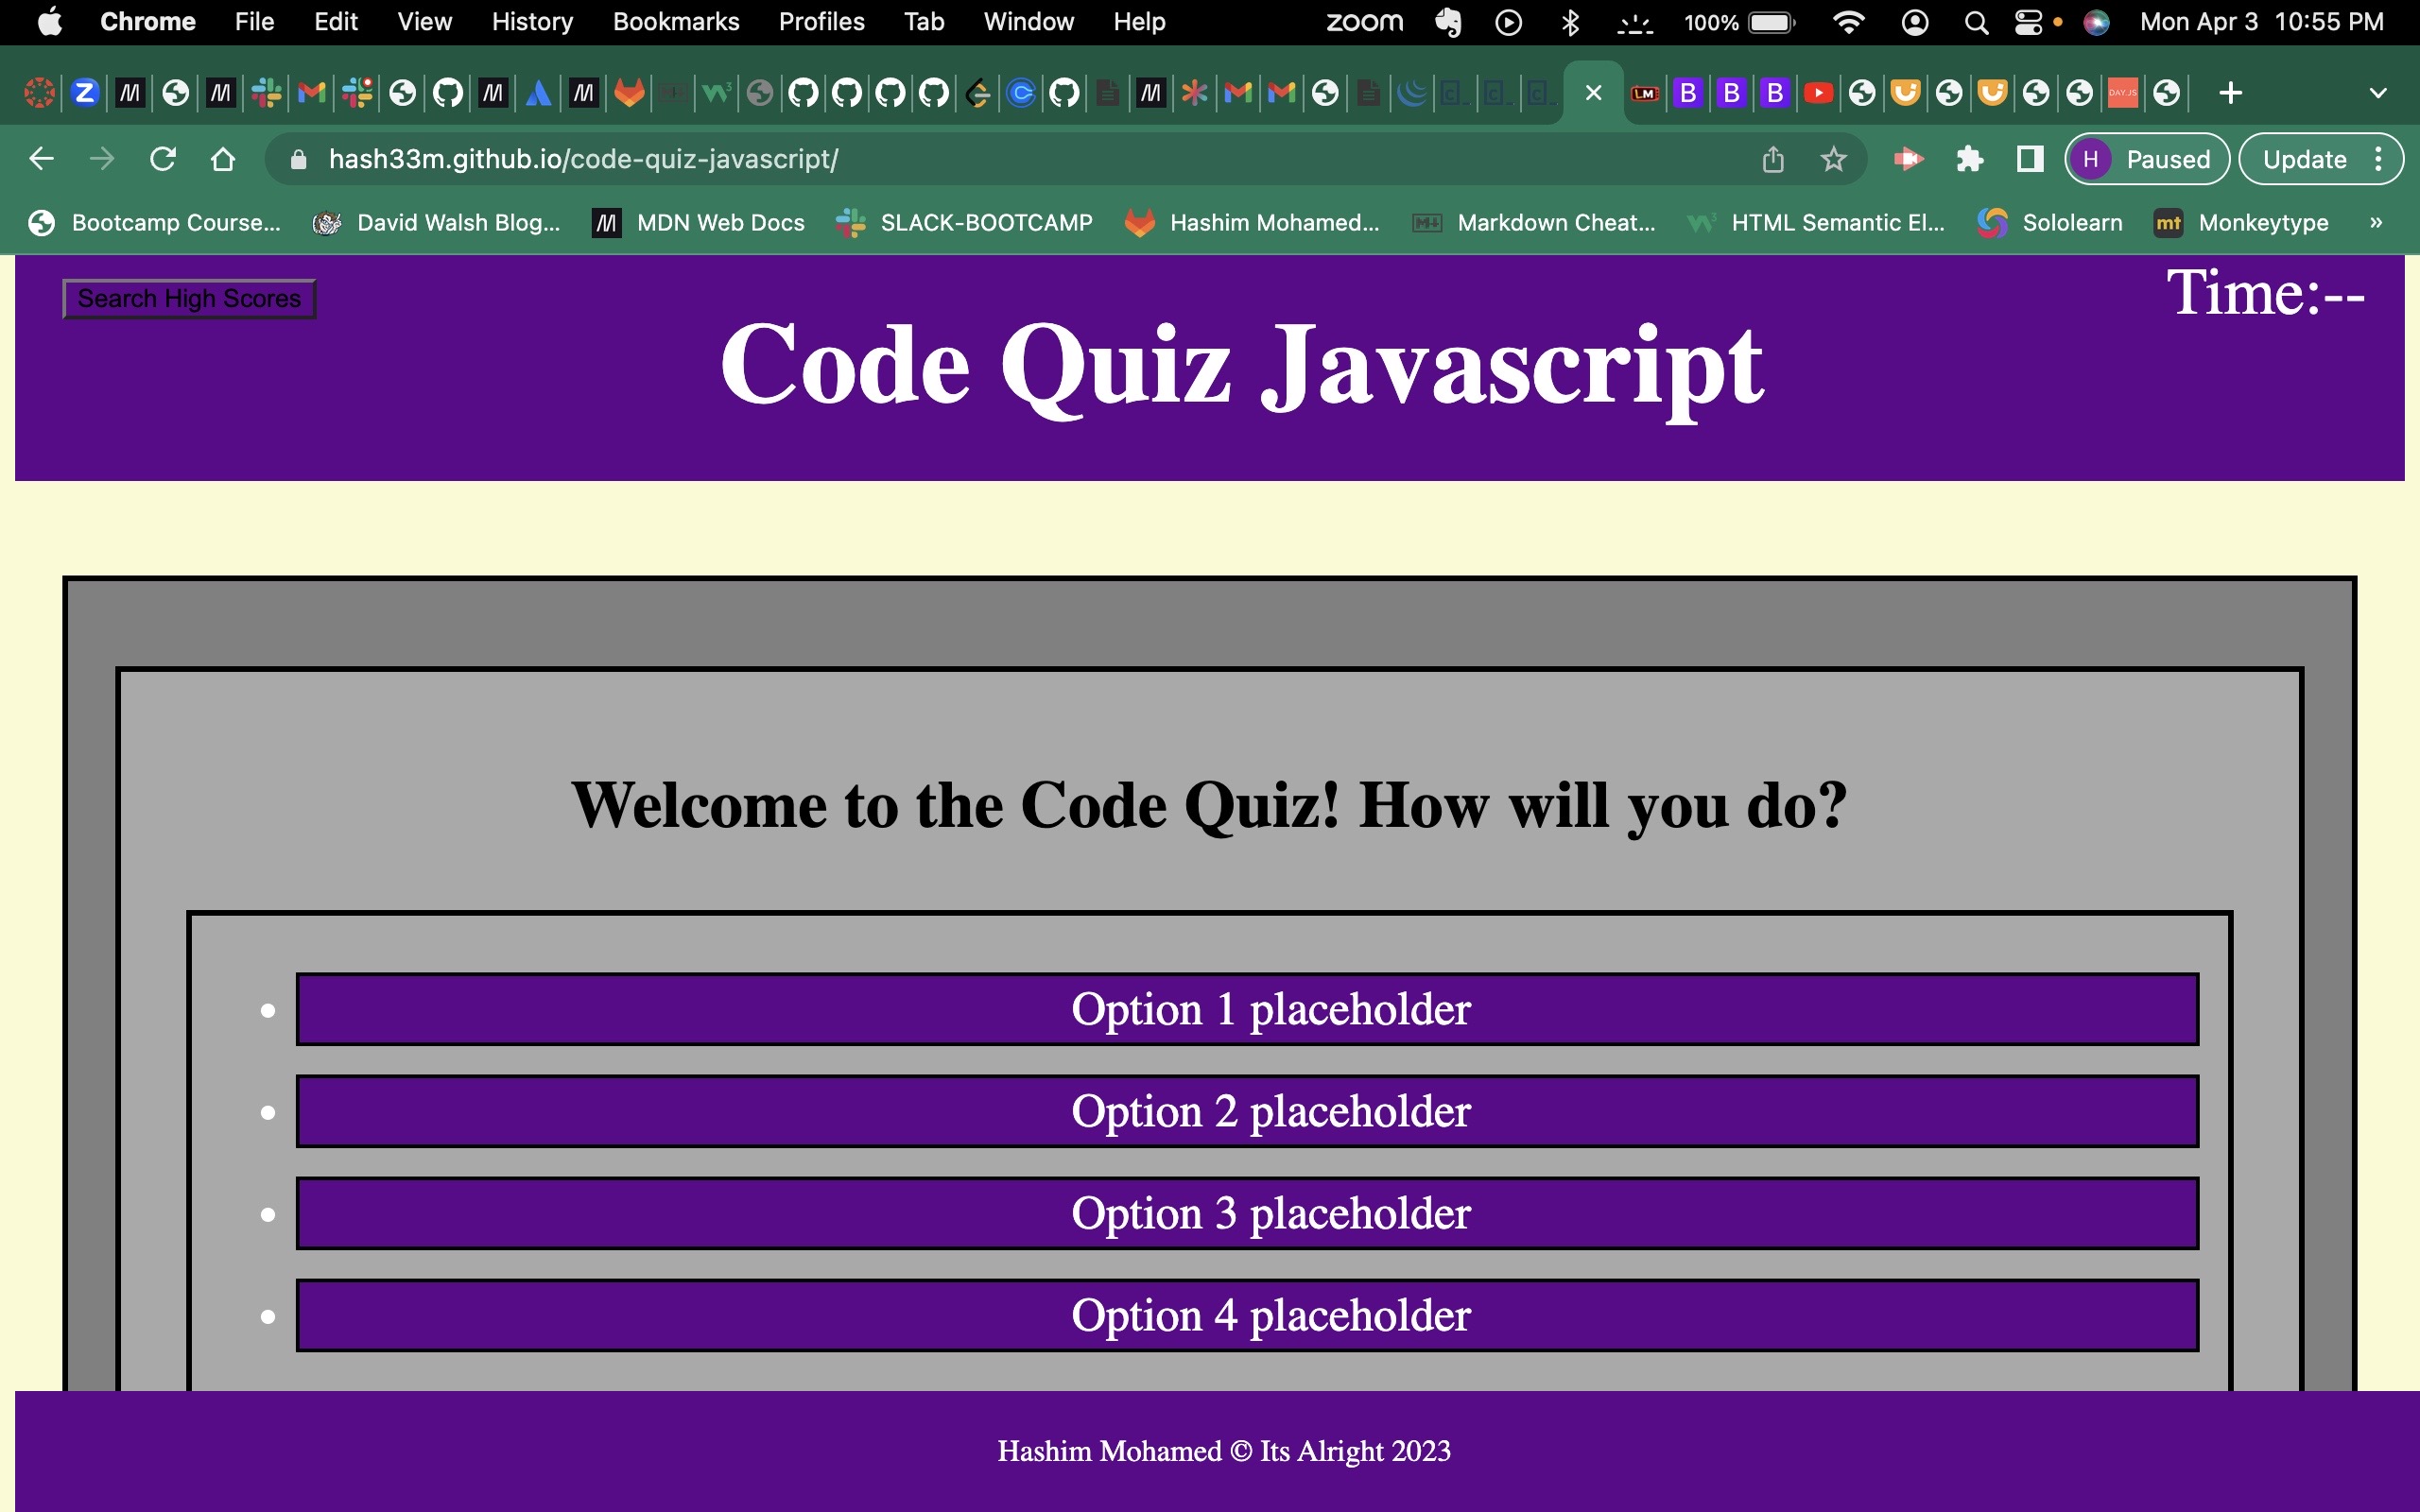 Chrome File Edit View History Bookmarks Profiles Tab Window Help zoom 100% Mon Apr 3 10:55 PM
hash33m.github.io/code-quiz-javascript/ H Paused Update
Bootcamp Course... David Walsh Blog... MDN Web Docs SLACK-BOOTCAMP Hashim Mohamed... Markdown Cheat... HTML Semantic El... Sololearn mt Monkeytype »
Search High Scores
Time:--
Code Quiz Javascript
Welcome to the Code Quiz! How will you do?
Option 1 placeholder
Option 2 placeholder
Option 3 placeholder
Option 4 placeholder
Hashim Mohamed © Its Alright 2023